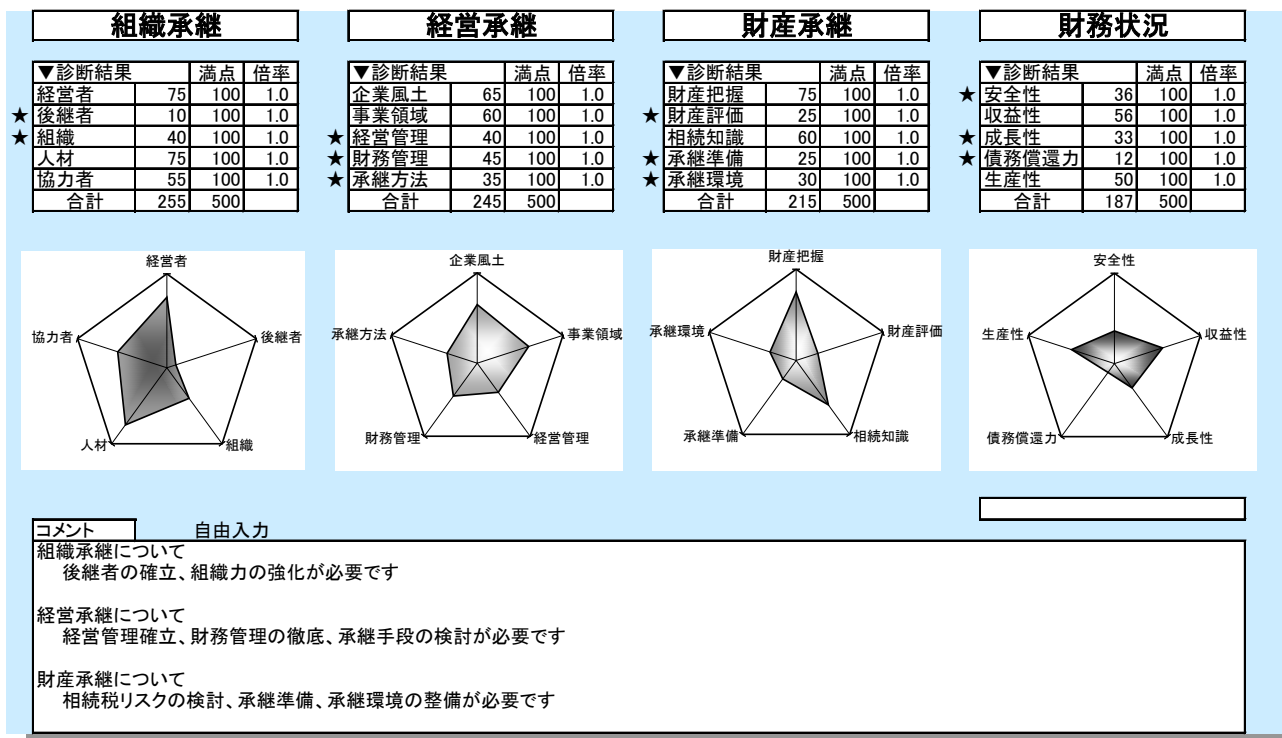 組織承継
▼診断結果 満点 倍率
経営者 75 100 1.0
★ 後継者 10 100 1.0
★ 組織 40 100 1.0
人材 75 100 1.0
協力者 55 100 1.0
合計 255 500
経営承継
▼診断結果 満点 倍率
企業風土 65 100 1.0
事業領域 60 100 1.0
★ 経営管理 40 100 1.0
★ 財務管理 45 100 1.0
★ 承継方法 35 100 1.0
合計 245 500
財産承継
▼診断結果 満点 倍率
財産把握 75 100 1.0
★ 財産評価 25 100 1.0
相続知識 60 100 1.0
★ 承継準備 25 100 1.0
★ 承継環境 30 100 1.0
合計 215 500
財務状況
▼診断結果 満点 倍率
★ 安全性 36 100 1.0
収益性 56 100 1.0
★ 成長性 33 100 1.0
★ 債務償還力 12 100 1.0
生産性 50 100 1.0
合計 187 500
経営者
協力者 後継者
人材 組織
企業風土
承継方法 事業領域
財務管理 経営管理
財産把握
承継環境 財産評価
承継準備 相続知識
安全性
生産性 収益性
債務償還力 成長性
コメント 自由入力
組織承継について
後継者の確立、組織力の強化が必要です
経営承継について
経営管理確立、財務管理の徹底、承継手段の検討が必要です
財産承継について
相続税リスクの検討、承継準備、承継環境の整備が必要です